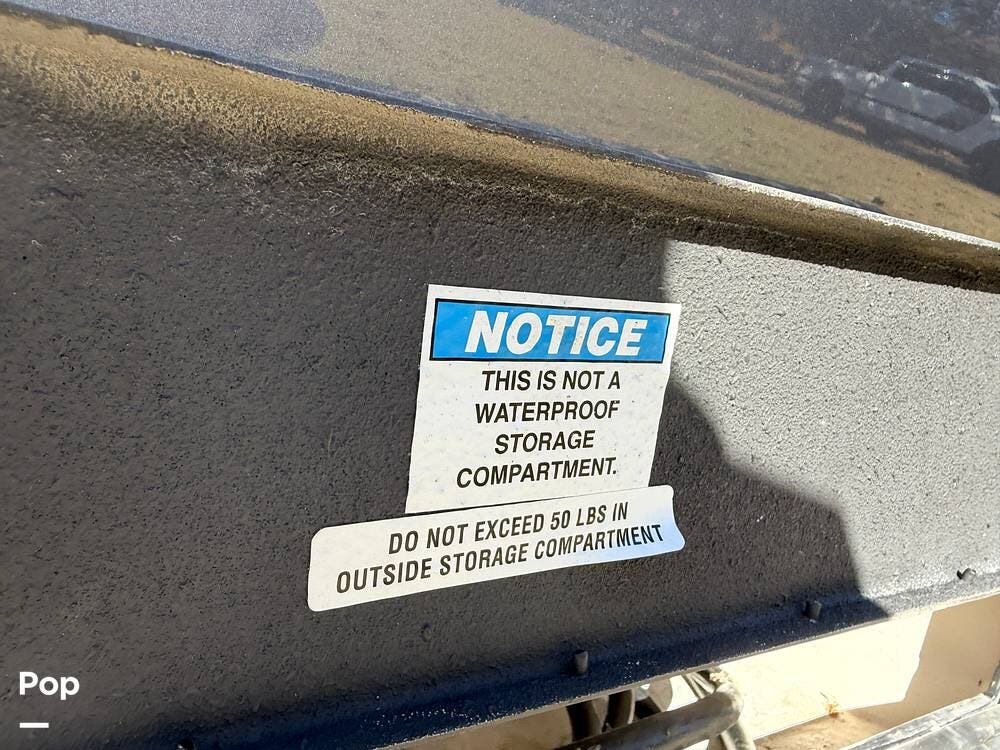 NOTICE
THIS IS NOT A
WATERPROOF
STORAGE
COMPARTMENT.
DO NOT EXCEED 50 LBS IN
OUTSIDE STORAGE COMPARTMENT
Pop